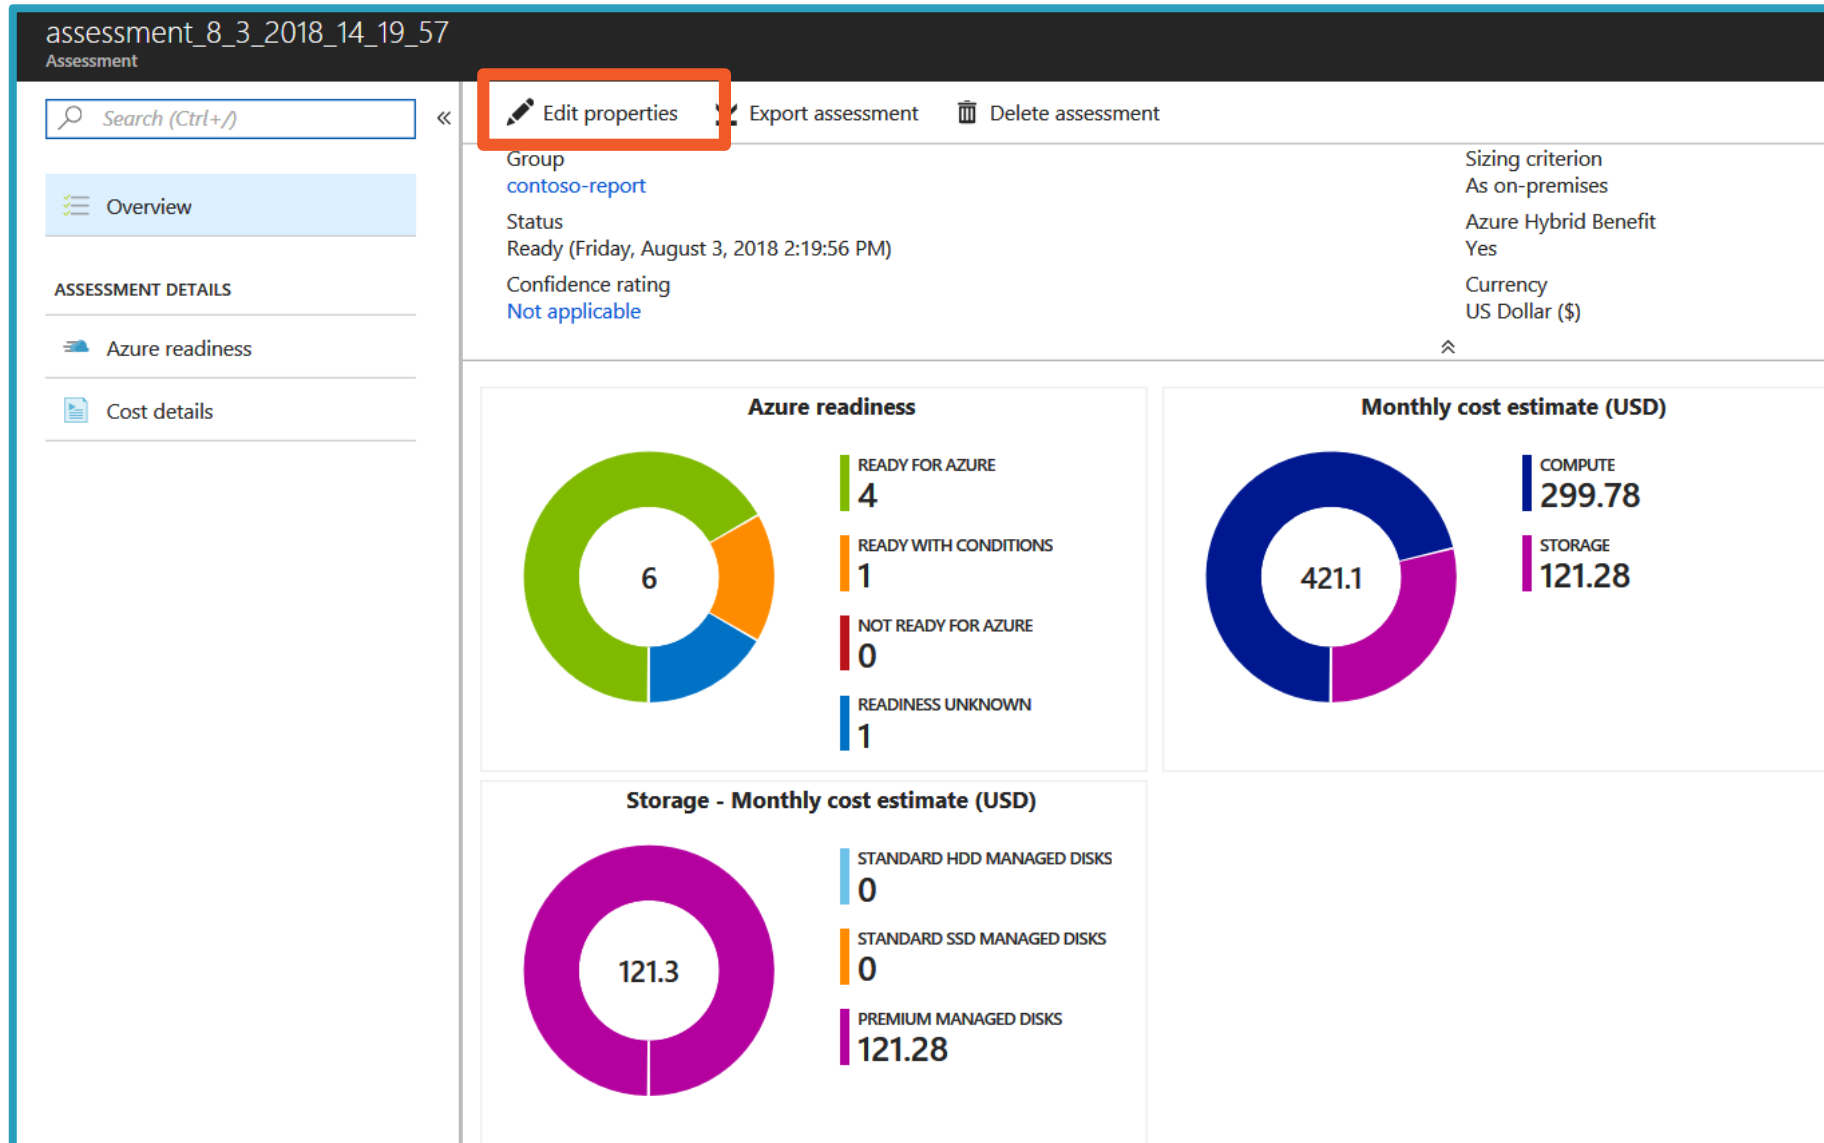 assessment_8_3_2018_14_19_57
Assessment
Search (Ctrl+/)
«
Edit properties
Export assessment
Delete assessment
Overview
ASSESSMENT DETAILS
Azure readiness
Cost details
Group
contoso-report
Status
Ready (Friday, August 3, 2018 2:19:56 PM)
Confidence rating
Not applicable
Sizing criterion
As on-premises
Azure Hybrid Benefit
Yes
Currency
US Dollar ($)
Azure readiness
6
READY FOR AZURE
4
READY WITH CONDITIONS
1
NOT READY FOR AZURE
0
READINESS UNKNOWN
1
Monthly cost estimate (USD)
421.1
COMPUTE
299.78
STORAGE
121.28
Storage - Monthly cost estimate (USD)
121.3
STANDARD HDD MANAGED DISKS
0
STANDARD SSD MANAGED DISKS
0
PREMIUM MANAGED DISKS
121.28